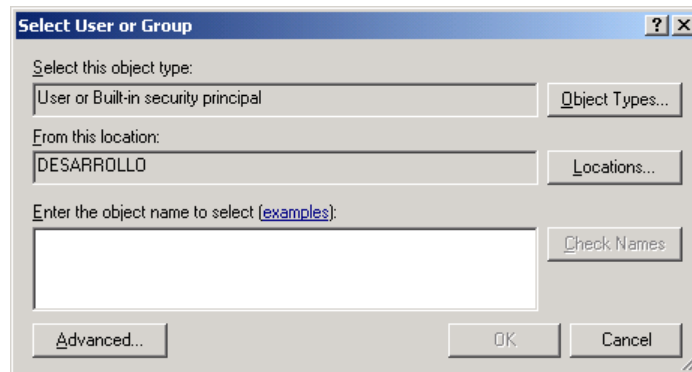 Select User or Group
Select this object type:
User or Built-in security principal
Object Types...
From this location:
DESARROLLO
Locations...
Enter the object name to select (examples):
Check Names
Advanced...
OK
Cancel